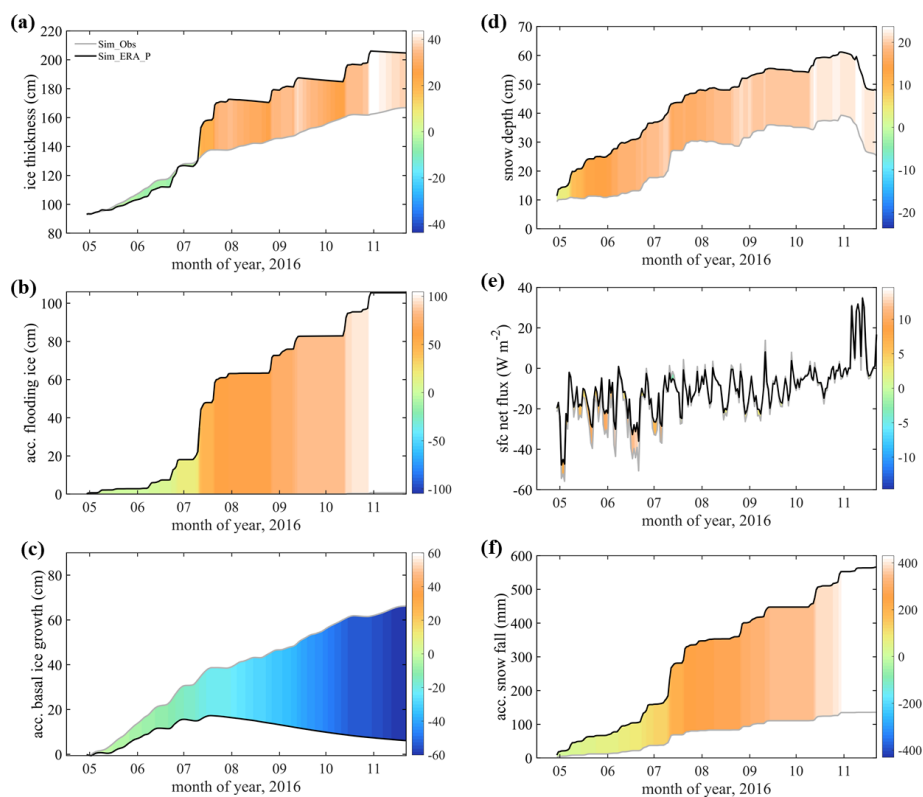 (a)
220
200
180
160
140
120
100
80
ice thickness (cm)
Sim_Obs
Sim_ERA_P
05 06 07 08 09 10 11
month of year, 2016
40
20
0
-20
-40
(d)
70
60
50
40
30
20
10
0
snow depth (cm)
05 06 07 08 09 10 11
month of year, 2016
20
10
0
-10
-20
(b)
100
80
60
40
20
0
acc. flooding ice (cm)
05 06 07 08 09 10 11
month of year, 2016
100
50
0
-50
-100
(e)
40
20
0
-20
-40
-60
sfc net flux (W m-2)
05 06 07 08 09 10 11
month of year, 2016
10
5
0
-5
-10
(c)
80
60
40
20
0
acc. basal ice growth (cm)
05 06 07 08 09 10 11
month of year, 2016
60
40
20
0
-20
-40
-60
(f)
600
500
400
300
200
100
0
acc. snow fall (mm)
05 06 07 08 09 10 11
month of year, 2016
400
200
0
-200
-400